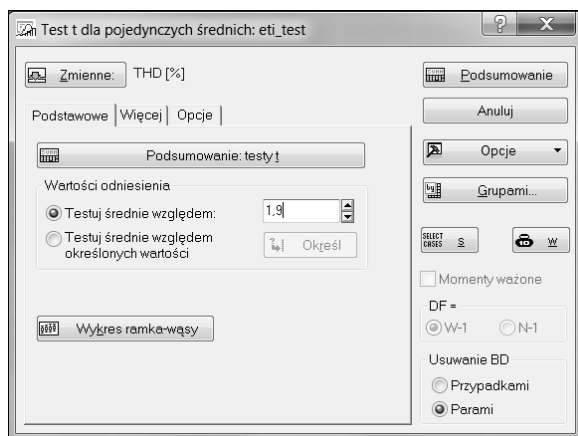 Test t dla pojedynczych średnich: eti_test
Zmienne: THD [%]
Podstawowe Więcej Opcje
Podsumowanie: testy t
Wartości odniesienia
Testuj średnie względem: 1,9
Testuj średnie względem
określonych wartości
Określ
Wykres ramka-wąsy
Podsumowanie
Anuluj
Opcje
Grupami...
SELECT
CASES S
W
Momenty ważone
DF =
W-1 N-1
Usuwanie BD
Przypadkami
Parami